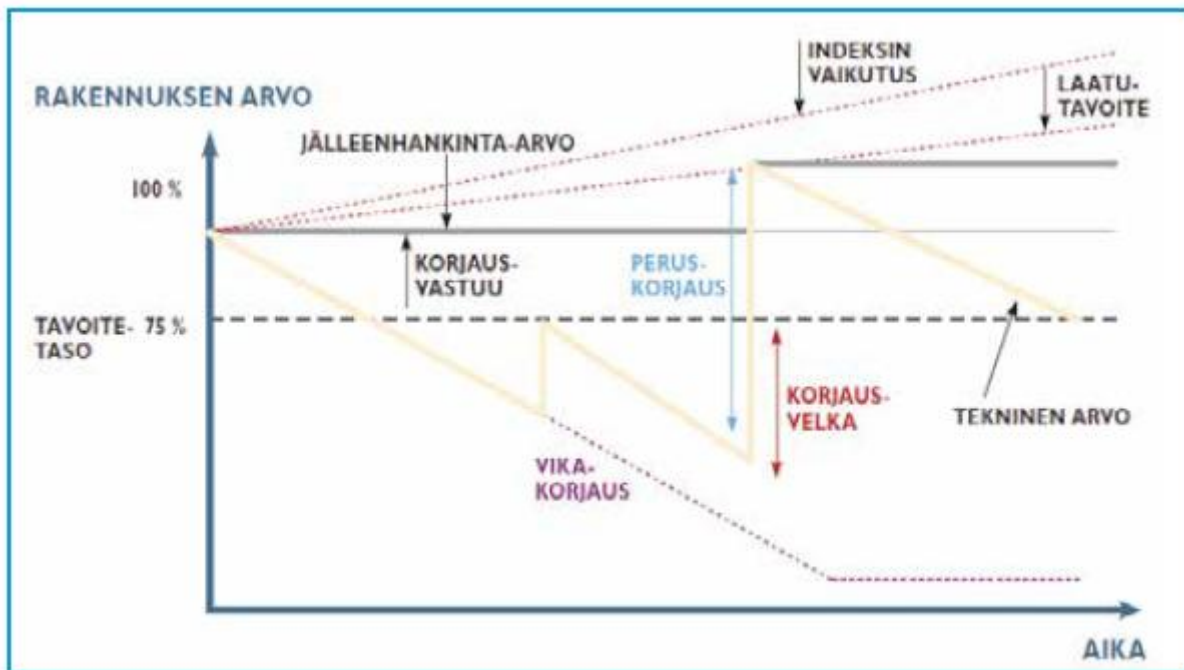 INDEKSIN
VAIKUTUS
LAATU-
TAVOITE
RAKENNUKSEN ARVO
JÄLLEENHANKINTA-ARVO
100 %
KORJAUS-
VASTUU
PERUS-
KORJAUS
TAVOITE- 75 %
TASO
KORJAUS-
VELKA
TEKNINEN ARVO
VIKA-
KORJAUS
AIKA